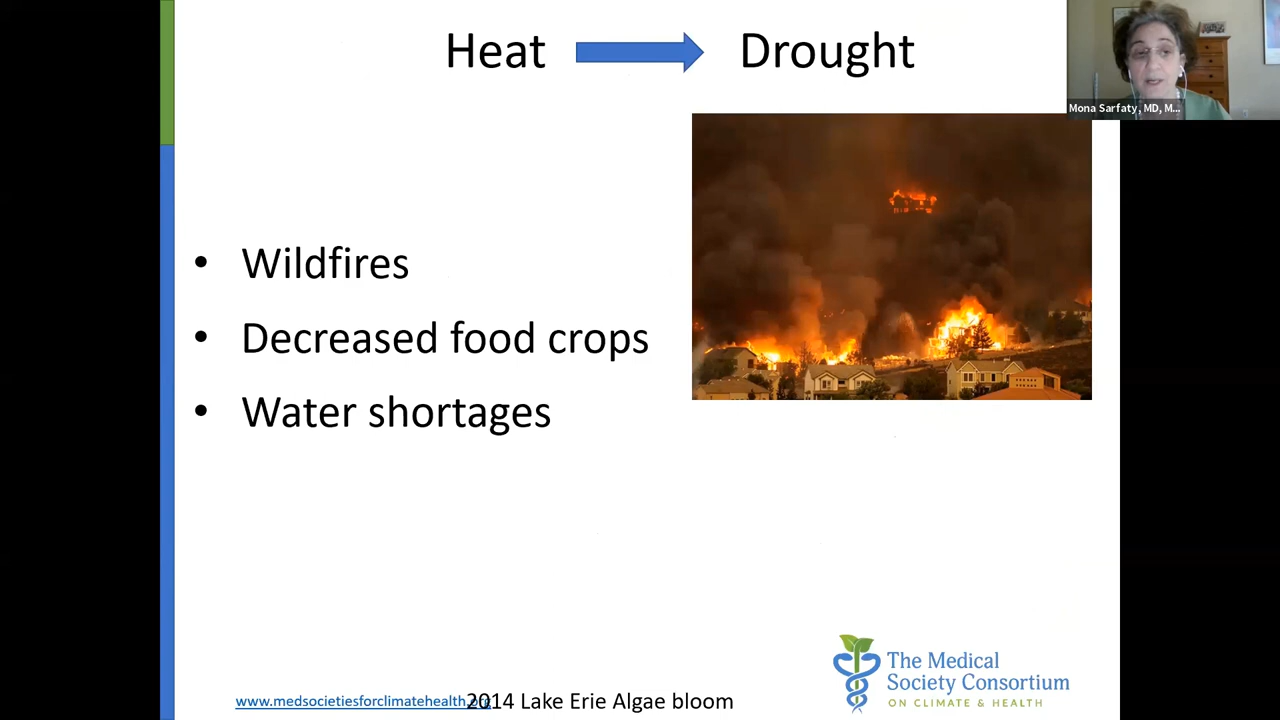 Heat Drought
Mona Sarfaty, MD, M...
• Wildfires
• Decreased food crops
• Water shortages
The Medical
Society Consortium
ON CLIMATE & HEALTH
www.medsocietiesforclimatehealth.org
2014 Lake Erie Algae bloom